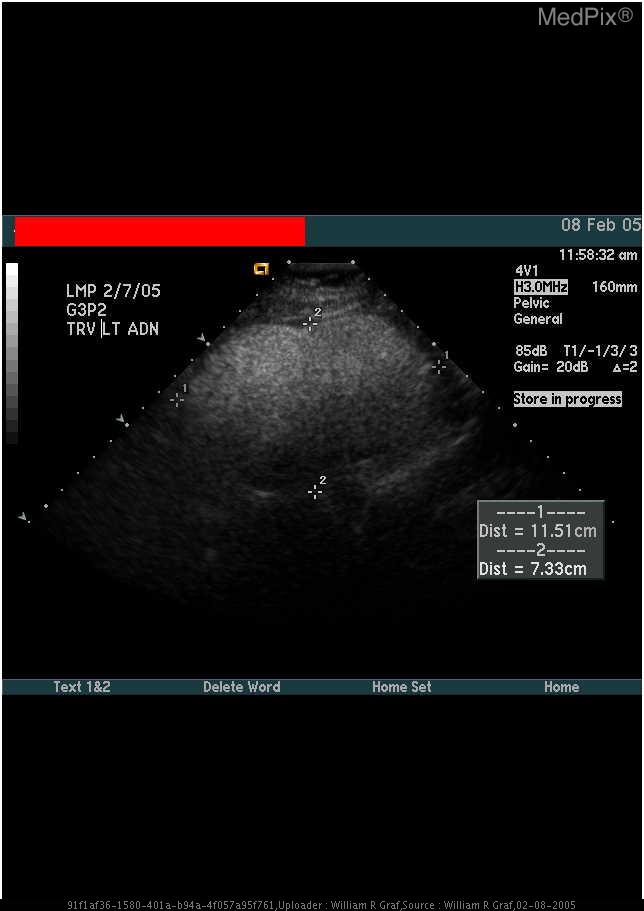 MedPix®
08 Feb 05
11:58:32 am
4V1
H3.0MHz 160mm
Pelvic
General
LMP 2/7/05
G3P2
TRV LT ADN
85dB T1/-1/3/3
Gain= 20dB Δ=2
Store in progress
2
1
1
2
----1----
Dist = 11.51cm
----2----
Dist = 7.33cm
Text 1&2 Delete Word Home Set Home
91f1af36-1580-401a-b94a-4f057a95f761,Uploader : William R Graf,Source : William R Graf,02-08-2005